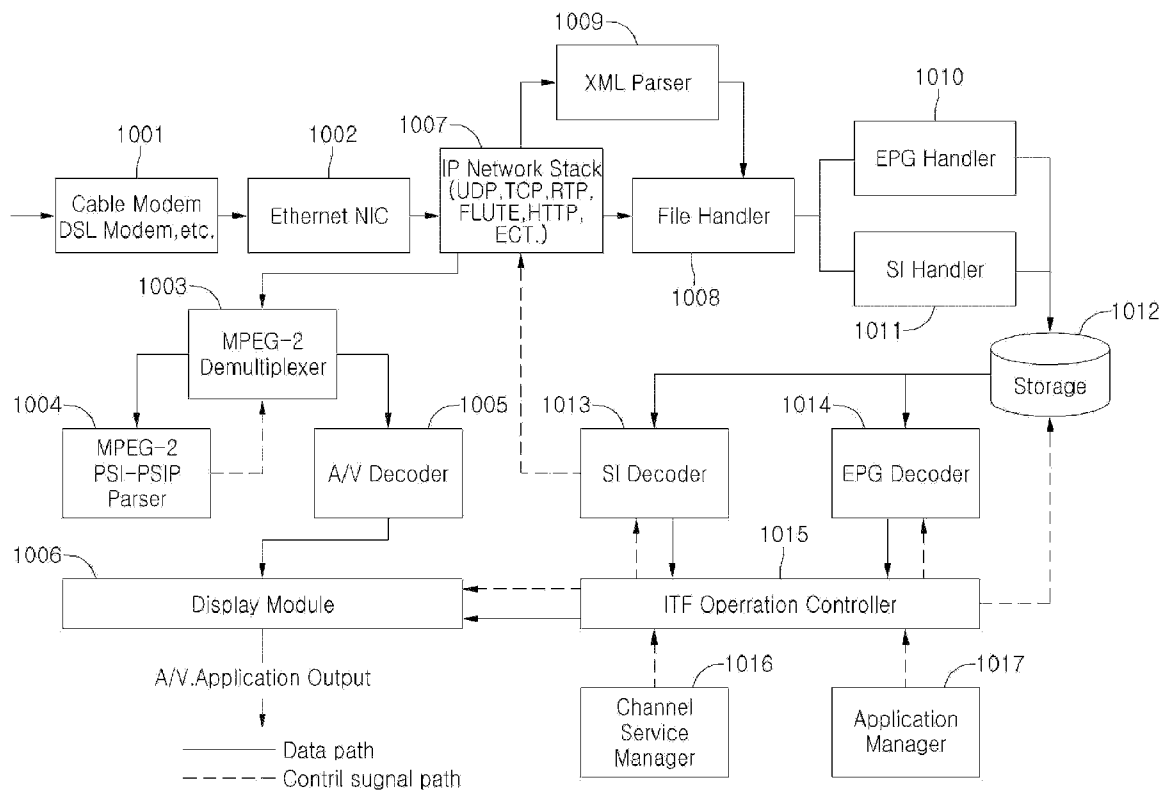 1009
XML Parser
1010
EPG Handler
1001
1002
1007
Cable Modem
DSL Modem,etc.
Ethernet NIC
IP Network Stack
(UDP,TCP,RTP,
FLUTE,HTTP,
ECT.)
File Handler
1008
SI Handler
1011
1012
Storage
1003
MPEG-2
Demultiplexer
1004
MPEG-2
PSI-PSIP
Parser
1005
A/V Decoder
1013
SI Decoder
1014
EPG Decoder
1006
Display Module
1015
ITF Operration Controller
A/V.Application Output
1016
Channel
Service
Manager
1017
Application
Manager
Data path
Contril sugnal path